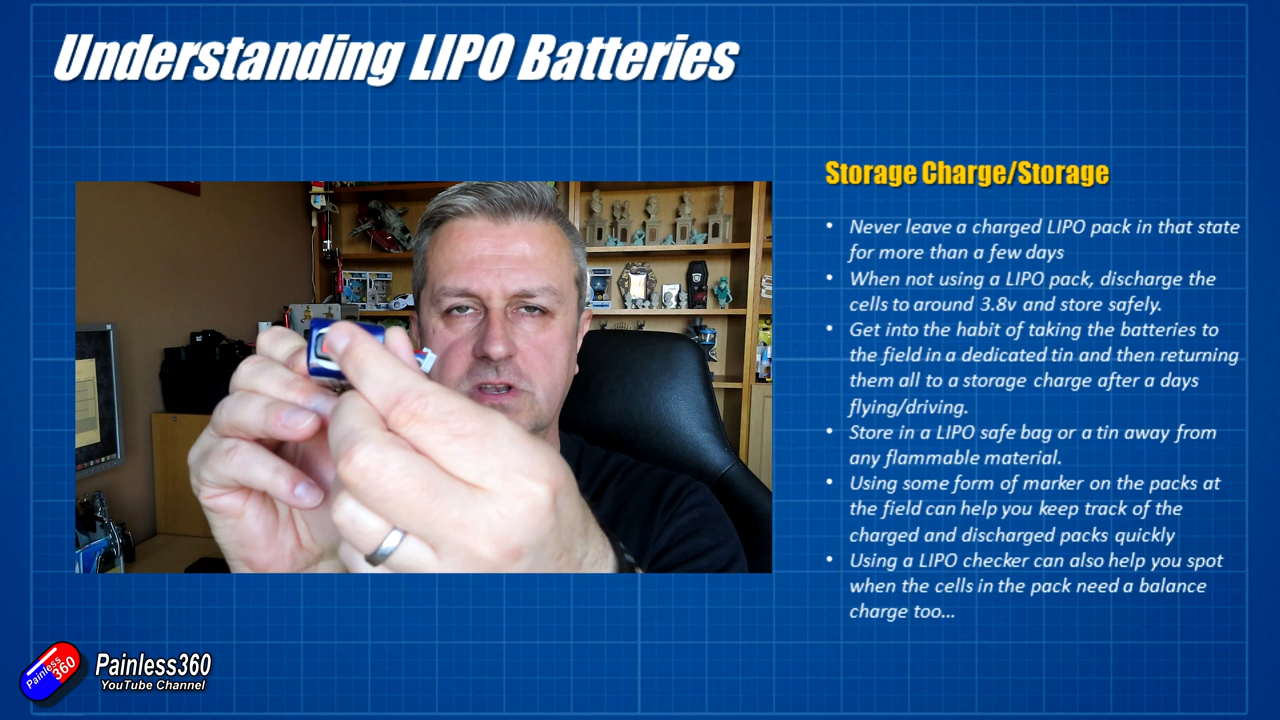 Understanding LIPO Batteries
Storage Charge/Storage
• Never leave a charged LIPO pack in that state
for more than a few days
• When not using a LIPO pack, discharge the
cells to around 3.8v and store safely.
• Get into the habit of taking the batteries to
the field in a dedicated tin and then returning
them all to a storage charge after a days
flying/driving.
• Store in a LIPO safe bag or a tin away from
any flammable material.
• Using some form of marker on the packs at
the field can help you keep track of the
charged and discharged packs quickly
• Using a LIPO checker can also help you spot
when the cells in the pack need a balance
charge too...
Painless
360
Painless360
YouTube Channel